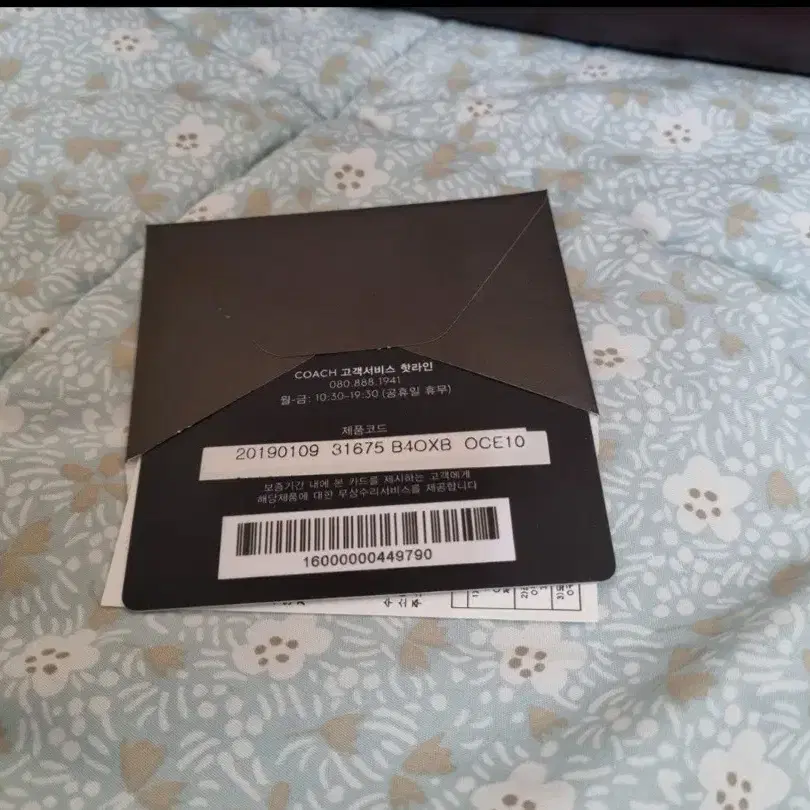 COACH 고객서비스 핫라인
080.888.1941
월-금: 10:30-19:30 (공휴일 휴무)
제품코드
20190109 31675 B4OXB OCE10
보증기간 내에 본 카드를 제시하는 고객에게
해당제품에 대한 무상수리서비스를 제공합니다
16000000449790